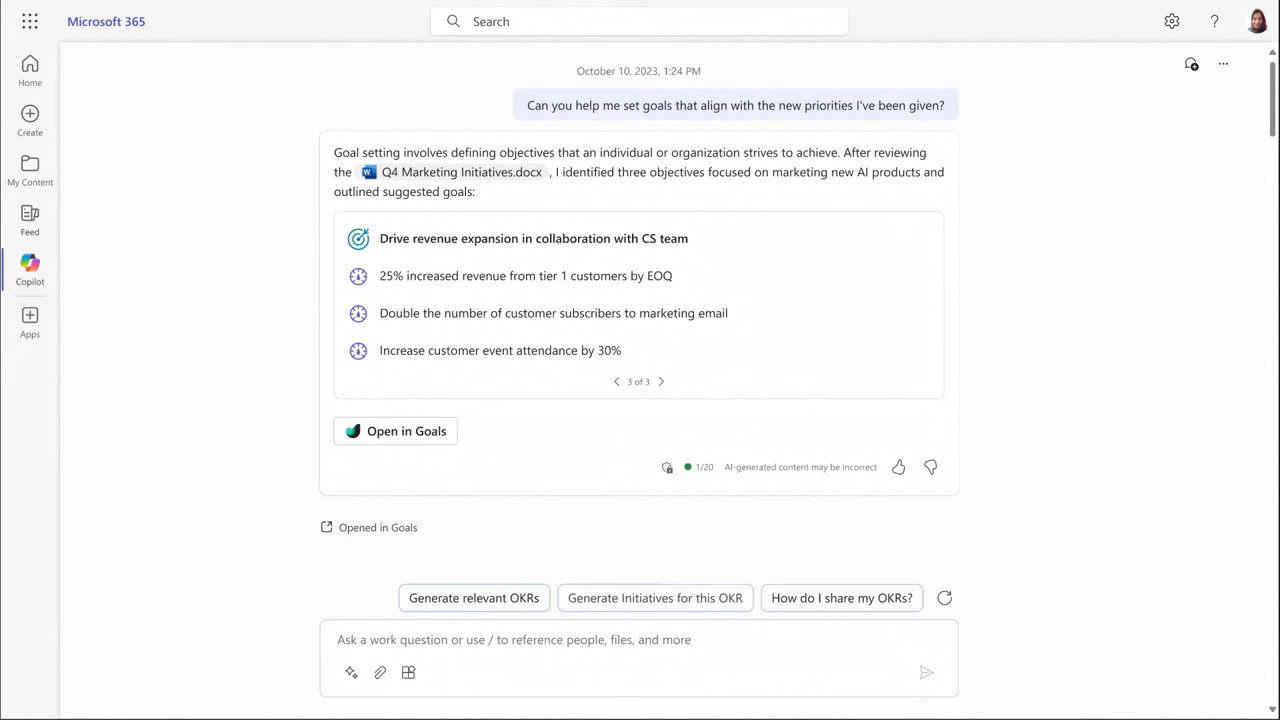 Microsoft 365
Search
Home
Create
My Content
Feed
Copilot
Apps
October 10, 2023, 1:24 PM
Can you help me set goals that align with the new priorities I've been given?
Goal setting involves defining objectives that an individual or organization strives to achieve. After reviewing
the Q4 Marketing Initiatives.docx , I identified three objectives focused on marketing new AI products and
outlined suggested goals:
Drive revenue expansion in collaboration with CS team
25% increased revenue from tier 1 customers by EOQ
Double the number of customer subscribers to marketing email
Increase customer event attendance by 30%
3 of 3
Open in Goals
1/20 AI-generated content may be incorrect
Opened in Goals
Generate relevant OKRs Generate Initiatives for this OKR How do I share my OKRs?
Ask a work question or use / to reference people, files, and more